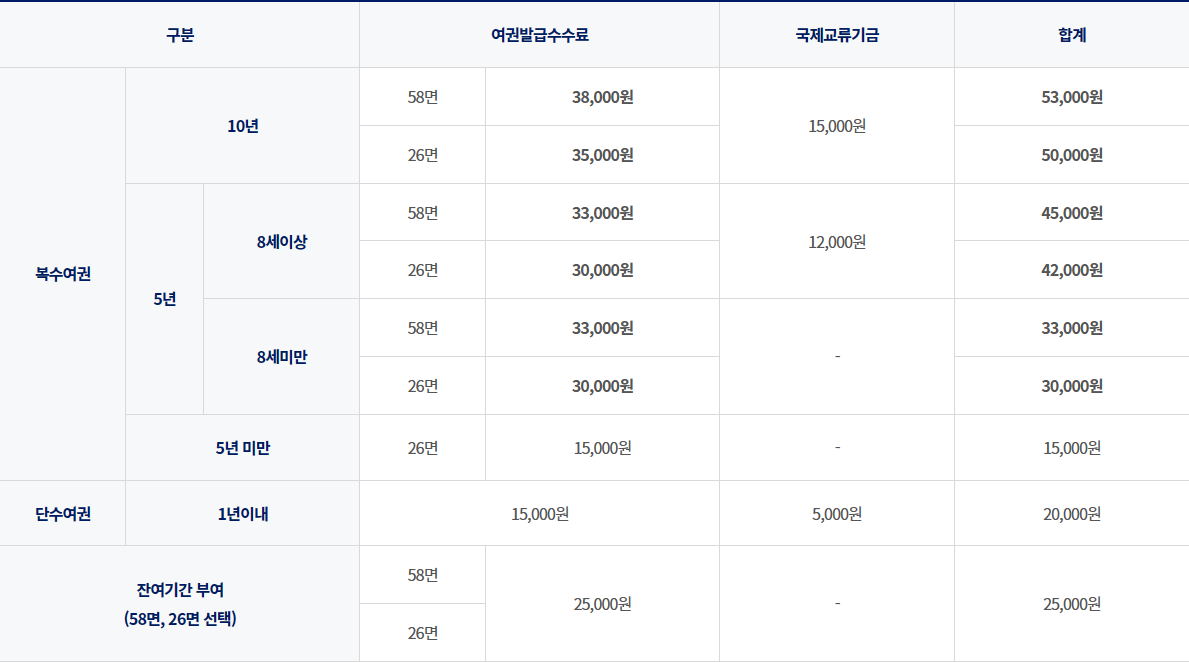 구분 여권발급수수료 국제교류기금 합계
복수여권 10년 58면 38,000원 15,000원 53,000원
26면 35,000원 50,000원
5년 8세이상 58면 33,000원 12,000원 45,000원
26면 30,000원 42,000원
8세미만 58면 33,000원 - 33,000원
26면 30,000원 30,000원
5년 미만 26면 15,000원 - 15,000원
단수여권 1년이내 15,000원 5,000원 20,000원
잔여기간 부여 58면 25,000원 - 25,000원
(58면, 26면 선택) 26면